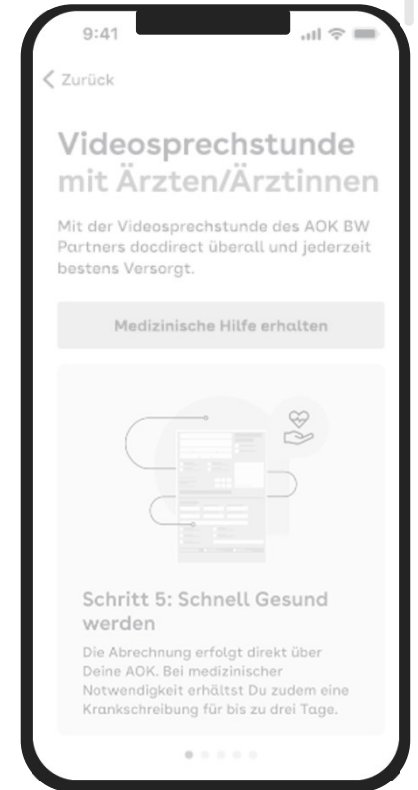 9:41
Zurück
Videosprechstunde
mit Ärzten/Ärztinnen
Mit der Videosprechstunde des AOK BW
Partners docdirect überall und jederzeit
bestens Versorgt.
Medizinische Hilfe erhalten
Schritt 5: Schnell Gesund
werden
Die Abrechnung erfolgt direkt über
Deine AOK. Bei medizinischer
Notwendigkeit erhältst Du zudem eine
Krankschreibung für bis zu drei Tage.